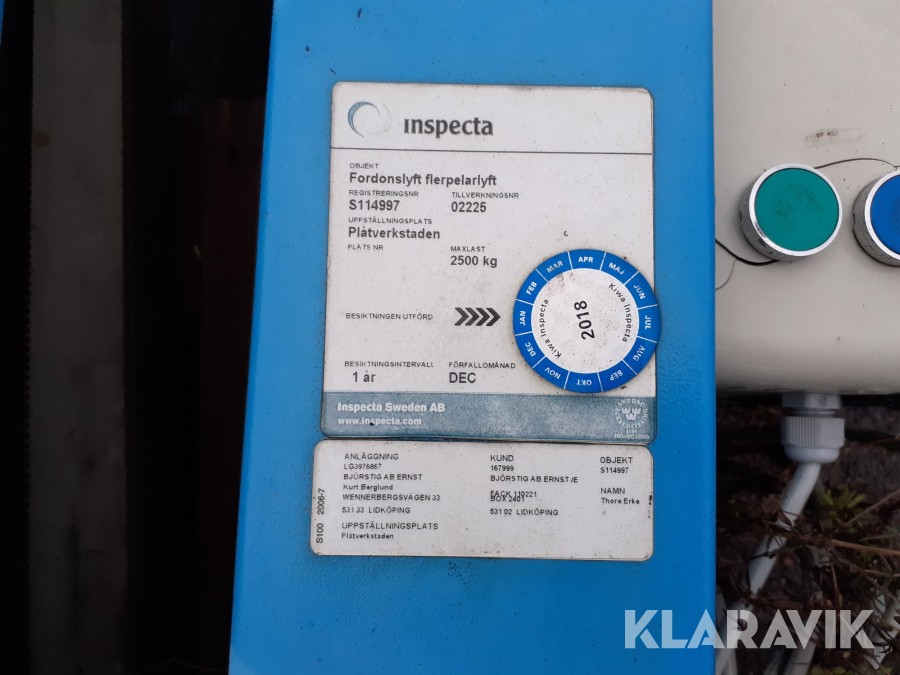 inspecta
OBJEKT
Fordonslyft flerpelarlyft
REGISTRERINGSNR TILLVERKNINGSNR
S114997 02225
UPPSTÄLLNINGSPLATS
Plåtverkstaden
PLATS NR MAXLAST
2500 kg
BESIKTNINGEN UTFÖRD
JAN FEB MAR APR MAJ JUN JUL AUG SEP OKT NOV DEC
Kiwa Inspecta
2018
Kiwa Inspecta
BESIKTNINGSINTERVALL FÖRFALLOMÅNAD
1 år DEC
Inspecta Sweden AB
www.inspecta.com
ANLÄGGNING KUND OBJEKT
167999 S114997
BJÖRSTIG AB ERNST BJÖRSTIG AB ERNST /E
Kurt Berglund NAMN
WENNERBERGSVÄGEN 33 Thore Erke
531 33 LIDKÖPING 531 02 LIDKÖPING
UPPSTÄLLNINGSPLATS
Plåtverkstaden
S100 2006-7
KLARAVIK